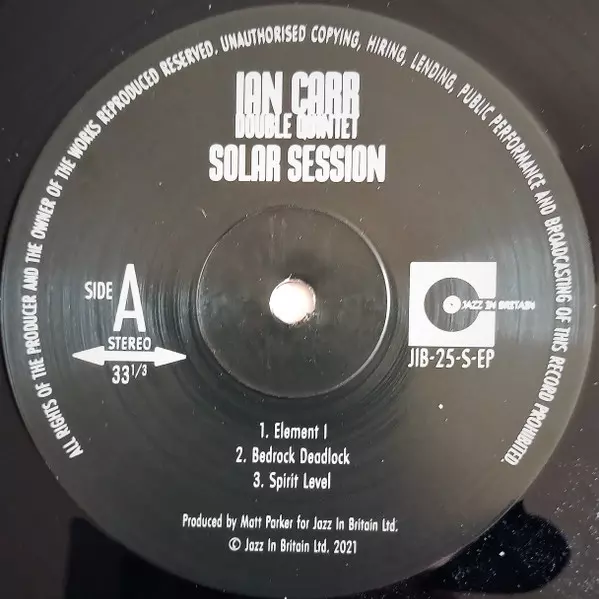 ALL RIGHTS OF THE PRODUCER AND THE OWNER OF THE WORKS REPRODUCED RESERVED. UNAUTHORISED COPYING, HIRING, LENDING, PUBLIC PERFORMANCE AND BROADCASTING OF THIS RECORD PROHIBITED.
IAN CARR
DOUBLE QUINTET
SOLAR SESSION
SIDE A
STEREO
33 1/3
JAZZ IN BRITAIN
JIB-25-S-EP
1. Element I
2. Bedrock Deadlock
3. Spirit Level
Produced by Matt Parker for Jazz In Britain Ltd.
© Jazz In Britain Ltd. 2021